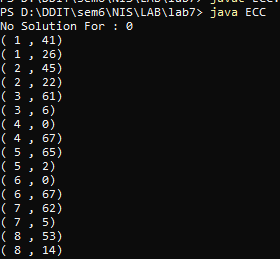 PS D:\DDIT\sem6\NIS\LAB\lab7> javac ECC.
PS D:\DDIT\sem6\NIS\LAB\lab7> java ECC
No Solution For : 0
( 1 , 41)
( 1 , 26)
( 2 , 45)
( 2 , 22)
( 3 , 61)
( 3 , 6)
( 4 , 0)
( 4 , 67)
( 5 , 65)
( 5 , 2)
( 6 , 0)
( 6 , 67)
( 7 , 62)
( 7 , 5)
( 8 , 53)
( 8 , 14)